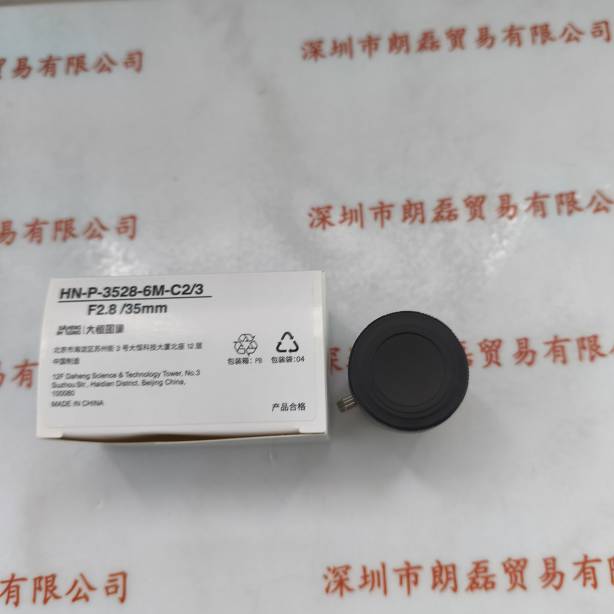 贸易有限公司
深圳市朗磊贸易有限公司
易有限公司
深圳市朗磊贸易有限公司
HN-P-3528-6M-C2/3
F2.8 /35mm
大恒图像
北京市海淀区苏州街 3 号大恒科技大厦北座 12 层
中国制造
12F Daheng Science & Technology Tower, No.3
Suzhou Str., Haidian District, Beijing China,
100080
MADE IN CHINA
包装箱：PB
包装袋：04
产品合格
贸易有限公司
有限公司
深圳市朗磊贸易有限公司